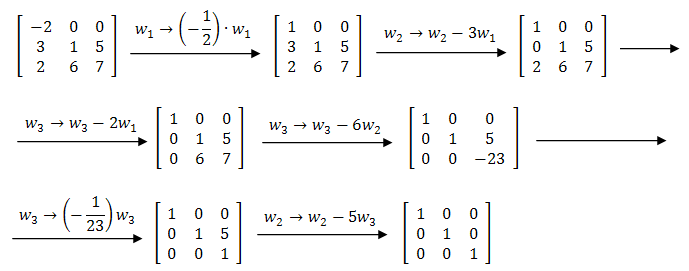 [−2 0 0; 3 1 5; 2 6 7] w₁ → (−1/2) · w₁ [1 0 0; 3 1 5; 2 6 7] w₂ → w₂ − 3w₁ [1 0 0; 0 1 5; 2 6 7]
w₃ → w₃ − 2w₁ [1 0 0; 0 1 5; 0 6 7] w₃ → w₃ − 6w₂ [1 0 0; 0 1 5; 0 0 −23]
w₃ → (−1/23) w₃ [1 0 0; 0 1 5; 0 0 1] w₂ → w₂ − 5w₃ [1 0 0; 0 1 0; 0 0 1]